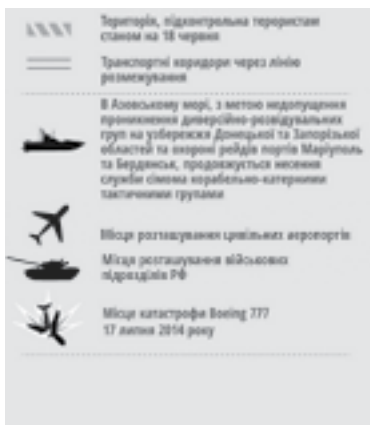 Територія, підконтрольна терористам
станом на 18 червня
Транспортні коридори через лінію
розмежування
В Азовському морі, з метою недопущення
проникнення диверсійно-розвідувальних
груп на узбережжя Донецької та Запорізької
областей та охороні рейдів портів Маріуполь
та Бердянськ, продовжується несення
служби сімома корабельно-катерними
тактичними групами
Місця розташування цивільних аеропортів
Місця розташування військових
підрозділів РФ
Місце катастрофи Boeing 777
17 липня 2014 року